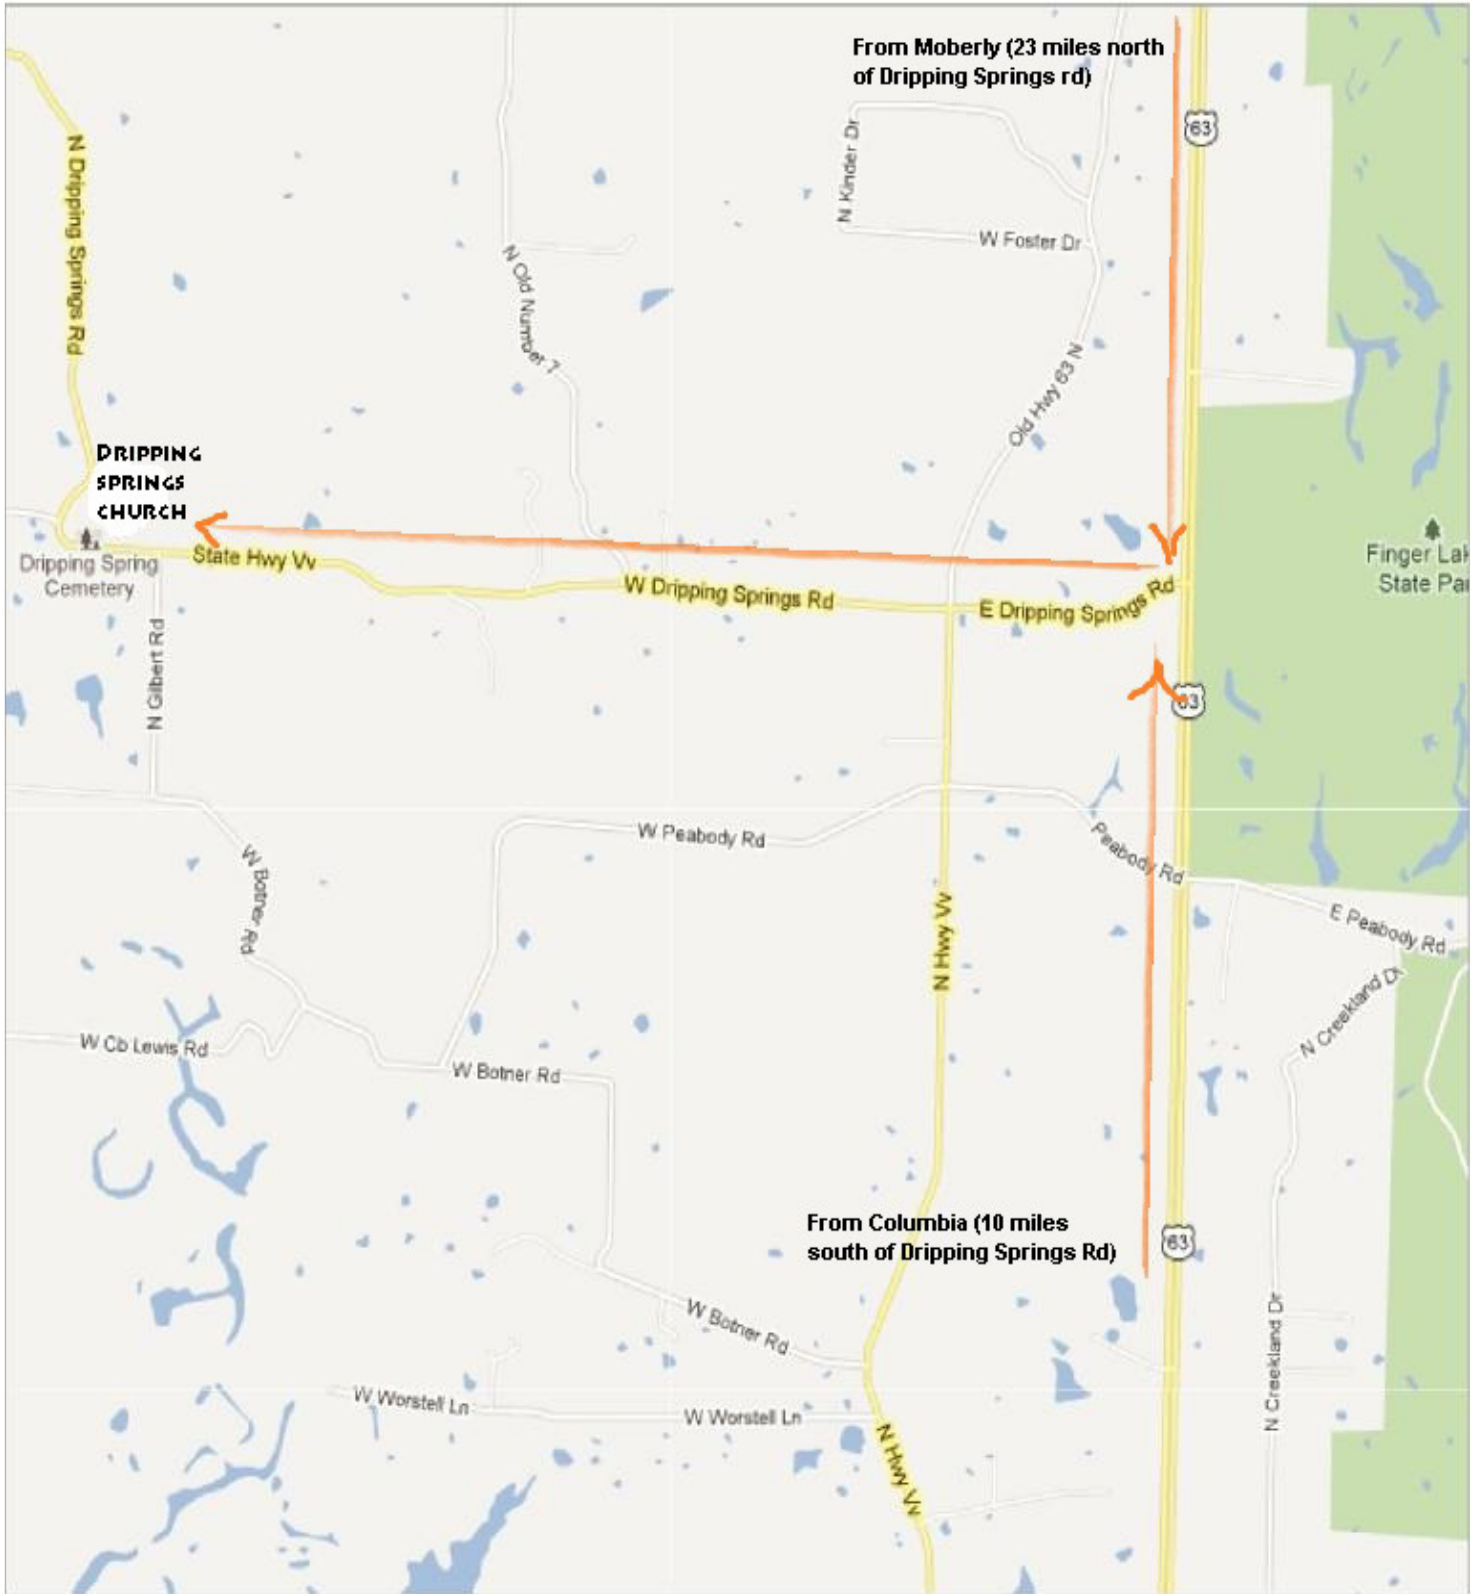 From Moberly (23 miles north
of Dripping Springs rd)
63
N Dripping Springs Rd
N Kinder Dr
W Foster Dr
N Old Number 7
Old Hwy 63 N
Dripping
springs
church
State Hwy Vv
Dripping Spring
Cemetery
W Dripping Springs Rd
E Dripping Springs Rd
Finger Lak
State Pa
N Gilbert Rd
63
W Peabody Rd
Peabody Rd
W Botner Rd
N Hwy Vv
E Peabody Rd
N Creekland Dr
W Cb Lewis Rd
W Botner Rd
From Columbia (10 miles
south of Dripping Springs Rd)
63
W Botner Rd
N Creekland Dr
W Worstell Ln
W Worstell Ln
N Hwy Vv